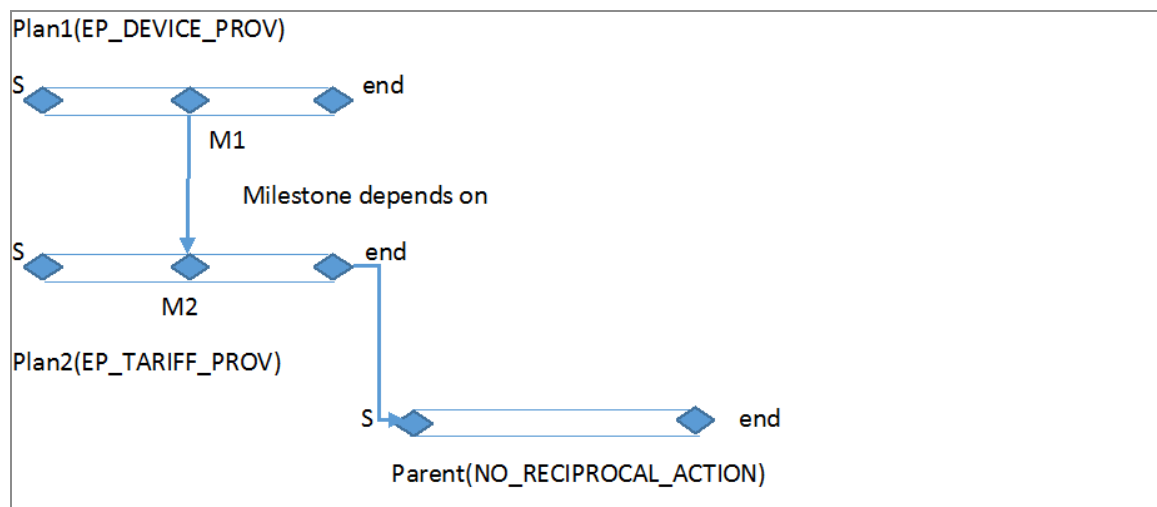 Plan1(EP_DEVICE_PROV)
S end
M1
Milestone depends on
S end
M2
Plan2(EP_TARIFF_PROV)
S end
Parent(NO_RECIPROCAL_ACTION)